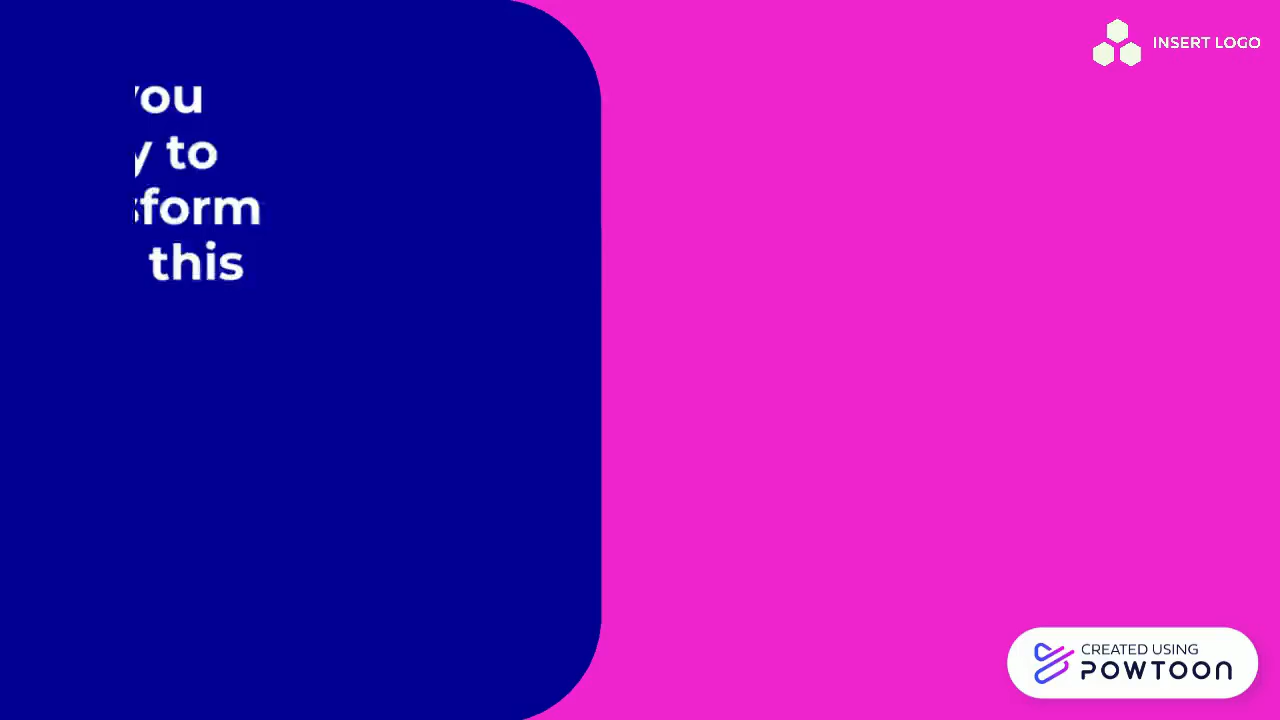 you
y to
sform
this
INSERT LOGO
CREATED USING
POWTOON